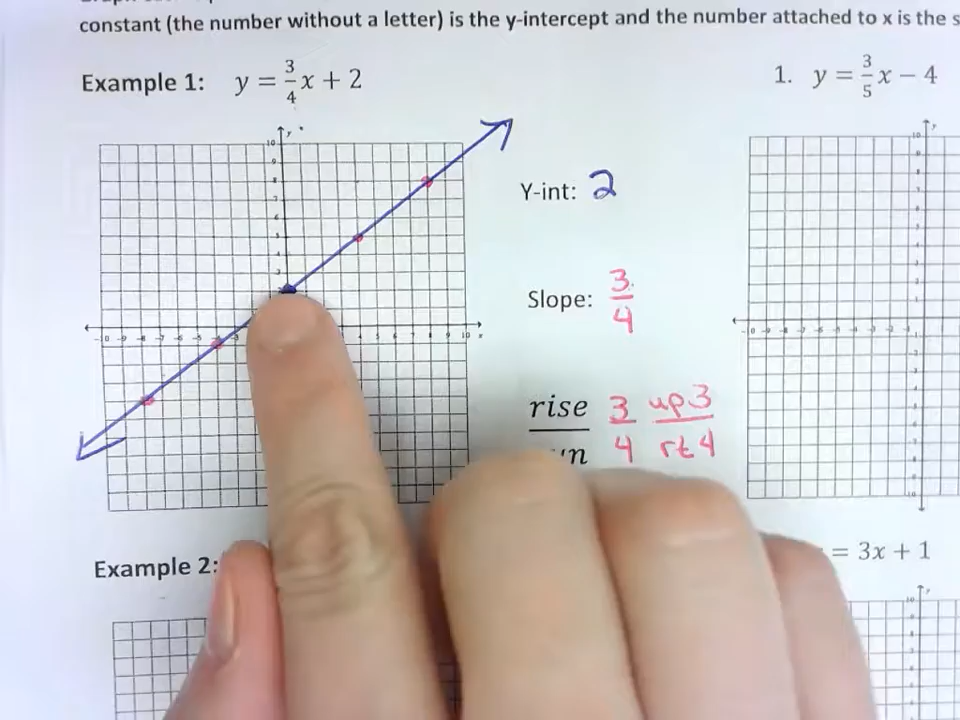 constant (the number without a letter) is the y-intercept and the number attached to x is the
Example 1: y = 3/4 x + 2
1. y = 3/5 x − 4
Y-int: 2
Slope: 3/4
rise 3 up 3
4 rt 4
Example 2:
= 3x + 1